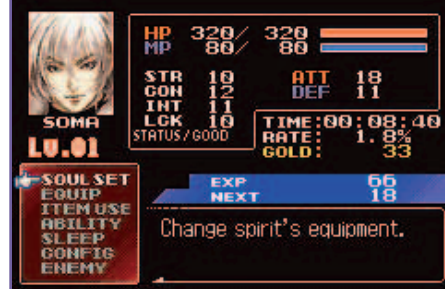 HP 320/ 320
MP 80/ 80
STR 10
CON 12
INT 11
LCK 10
ATT 18
DEF 11
STATUS/GOOD
SOMA
LV.01
TIME:00:08:40
RATE: 1.8%
GOLD: 33
SOUL SET
EQUIP
ITEM USE
ABILITY
SLEEP
CONFIG
ENEMY
EXP 66
NEXT 18
Change spirit's equipment.